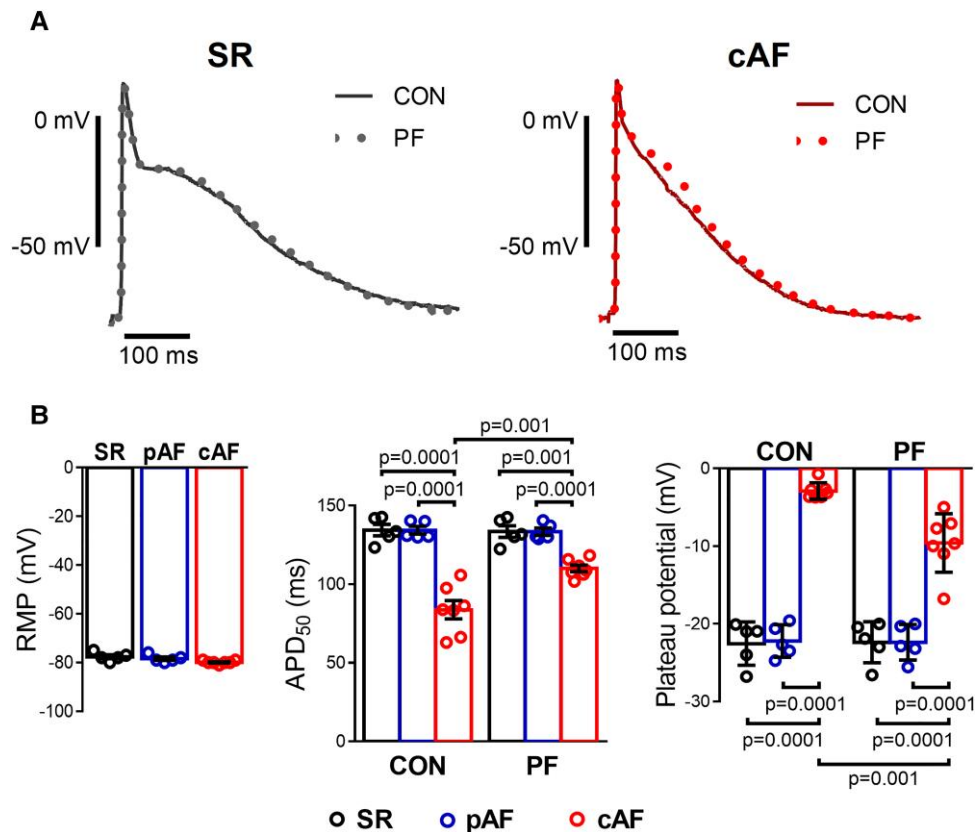 A
SR
CON
PF
0 mV
-50 mV
100 ms
cAF
CON
PF
0 mV
-50 mV
100 ms
B
SR pAF cAF
RMP (mV)
0
-20
-40
-60
-80
-100
APD50 (ms)
150
100
50
0
p=0.001
p=0.0001 p=0.001
p=0.0001 p=0.0001
CON PF
Plateau potential (mV)
CON PF
0
-10
-20
-30
p=0.0001 p=0.0001
p=0.0001 p=0.0001
p=0.001
SR pAF cAF